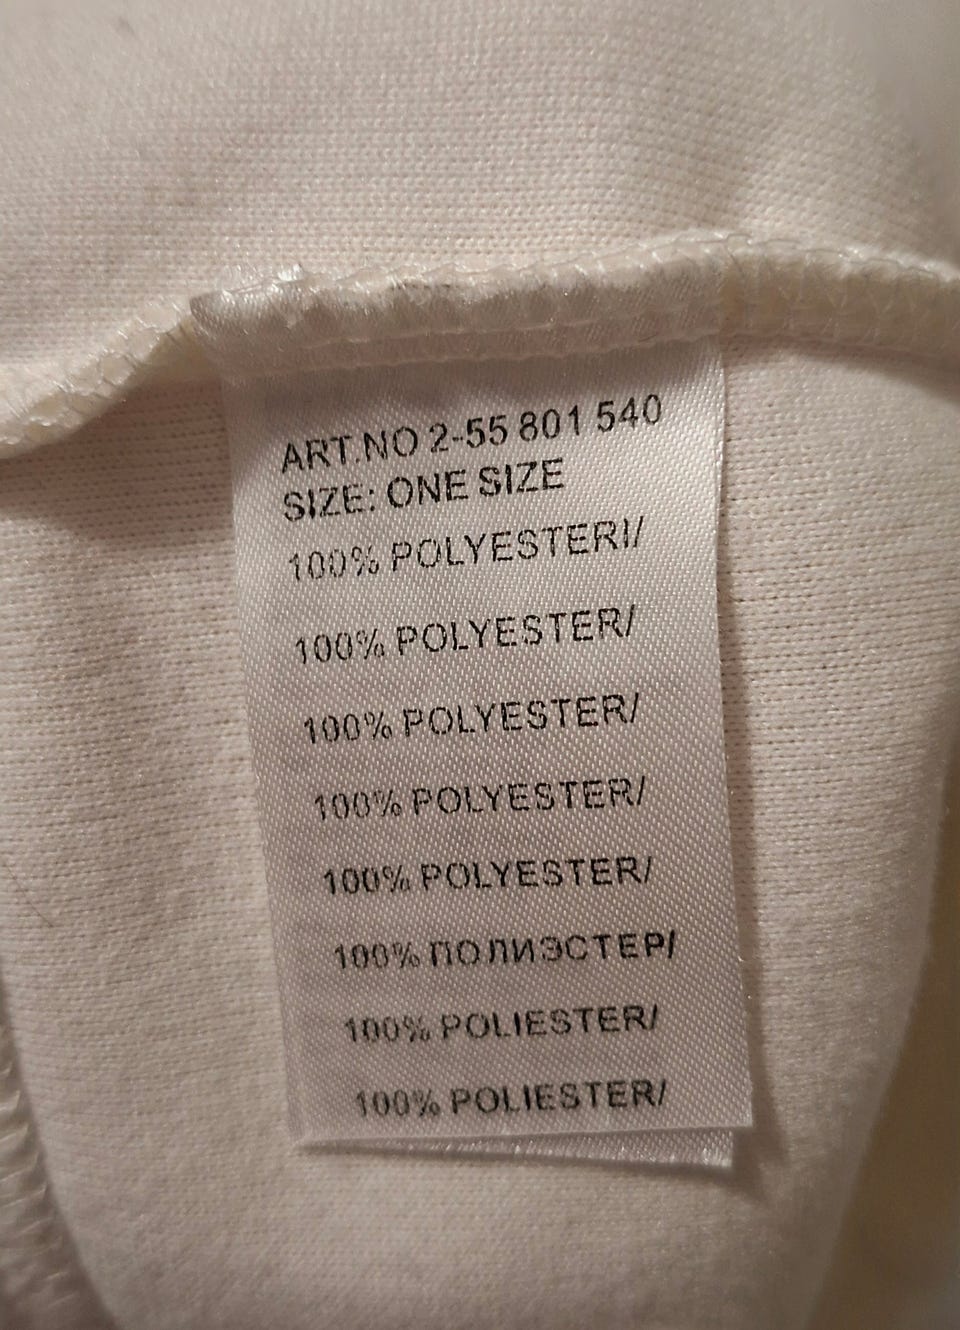 ART.NO 2-55 801 540
SIZE: ONE SIZE
100% POLYESTERI/
100% POLYESTER/
100% POLYESTER/
100% POLYESTER/
100% POLYESTER/
100% ПОЛИЭСТЕР/
100% POLIESTER/
100% POLIESTER/